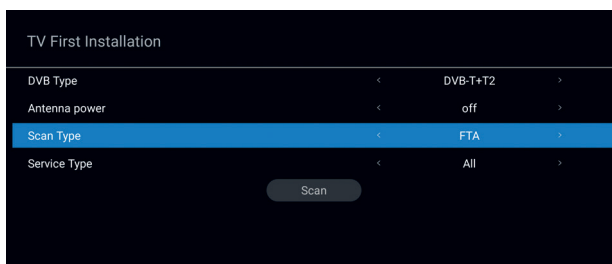 TV First Installation
DVB Type < DVB-T+T2 >
Antenna power < off >
Scan Type < FTA >
Service Type < All >
Scan